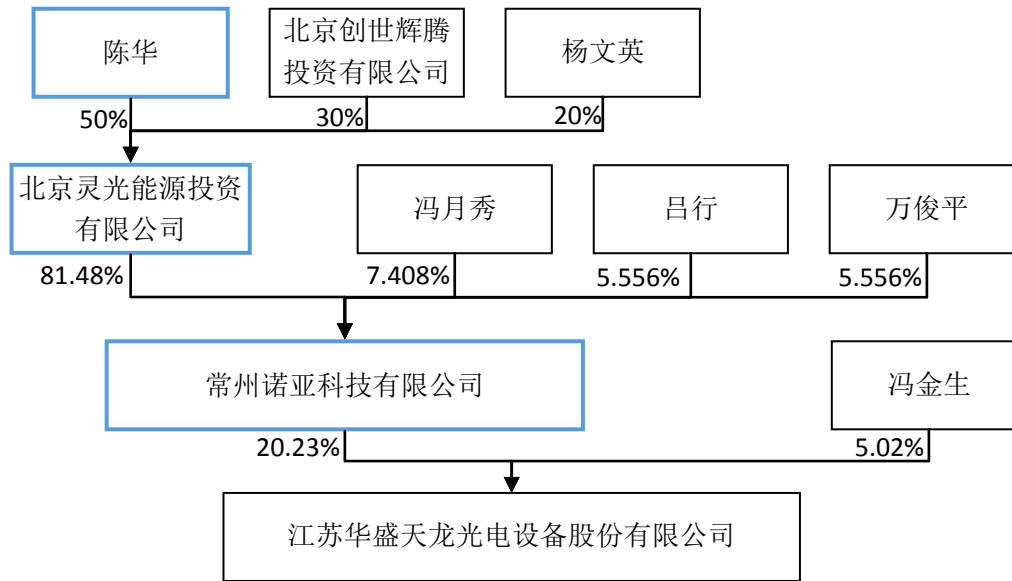 陈华
北京创世辉腾
投资有限公司
杨文英
50%
30%
20%
北京灵光能源投资
有限公司
冯月秀
吕行
万俊平
81.48%
7.408%
5.556%
5.556%
常州诺亚科技有限公司
冯金生
20.23%
5.02%
江苏华盛天龙光电设备股份有限公司